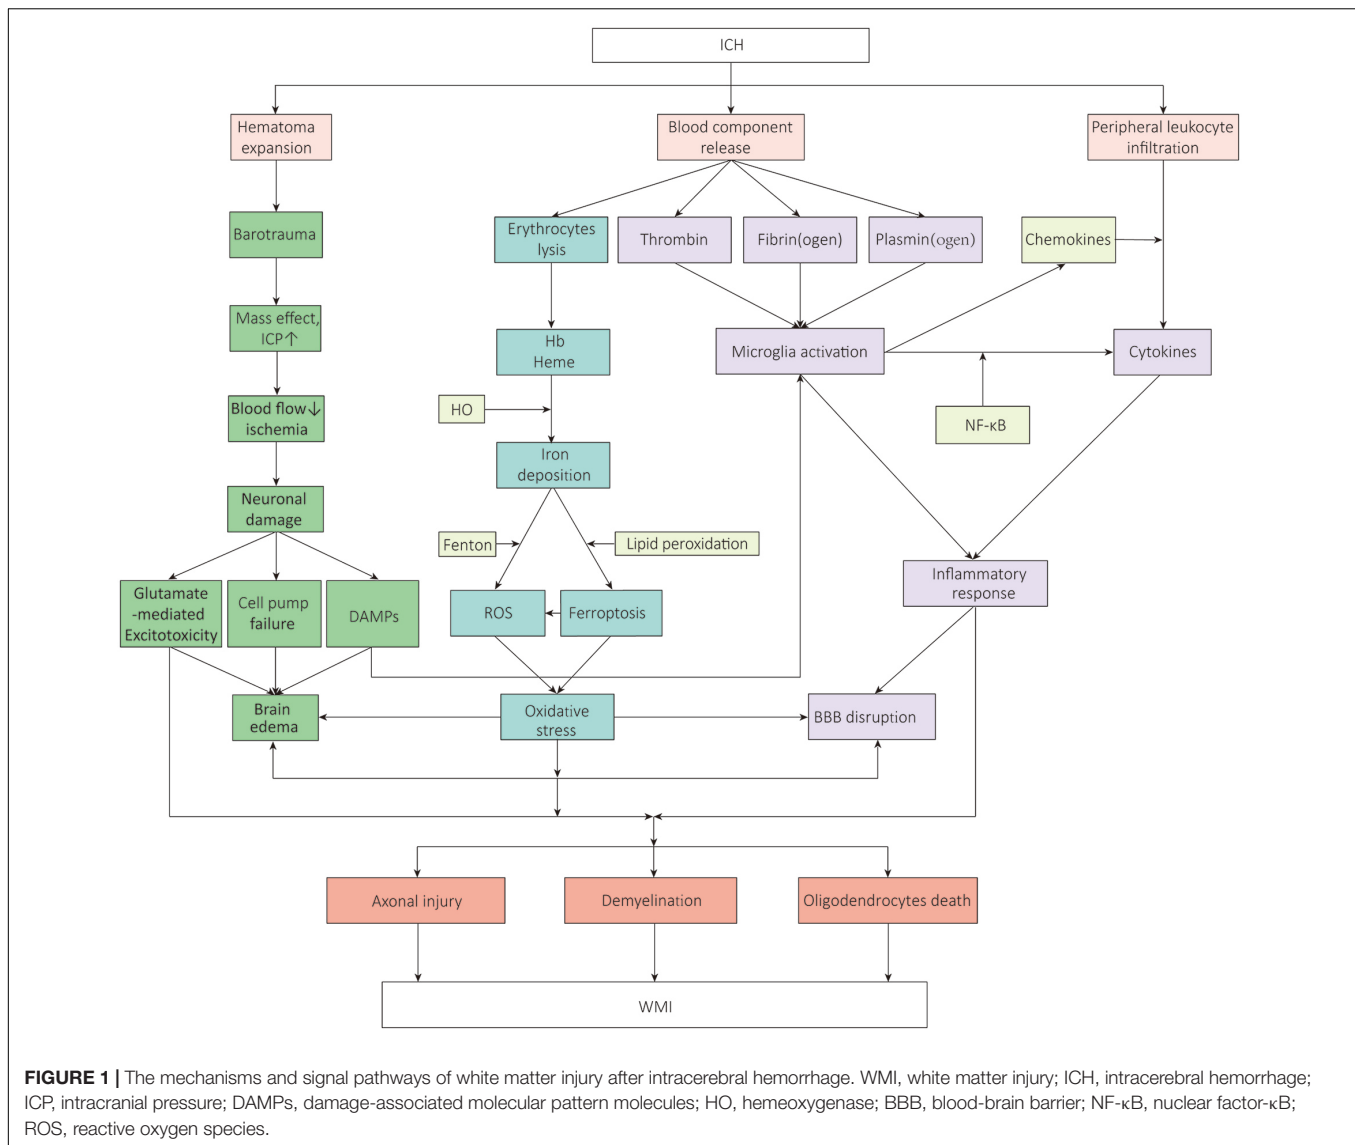 ICH
Hematoma
expansion
Blood component
release
Peripheral leukocyte
infiltration
Barotrauma
Erythrocytes
lysis
Thrombin
Fibrin(ogen)
Plasmin(ogen)
Chemokines
Mass effect,
ICP↑
Hb
Heme
Microglia activation
Cytokines
Blood flow↓
ischemia
HO
NF-κB
Iron
deposition
Neuronal
damage
Fenton
Lipid peroxidation
Glutamate
-mediated
Excitotoxicity
Cell pump
failure
DAMPs
ROS
Ferroptosis
Inflammatory
response
Brain
edema
Oxidative
stress
BBB disruption
Axonal injury
Demyelination
Oligodendrocytes death
WMI
FIGURE 1 | The mechanisms and signal pathways of white matter injury after intracerebral hemorrhage. WMI, white matter injury; ICH, intracerebral hemorrhage;
ICP, intracranial pressure; DAMPs, damage-associated molecular pattern molecules; HO, hemeoxygenase; BBB, blood-brain barrier; NF-κB, nuclear factor-κB;
ROS, reactive oxygen species.